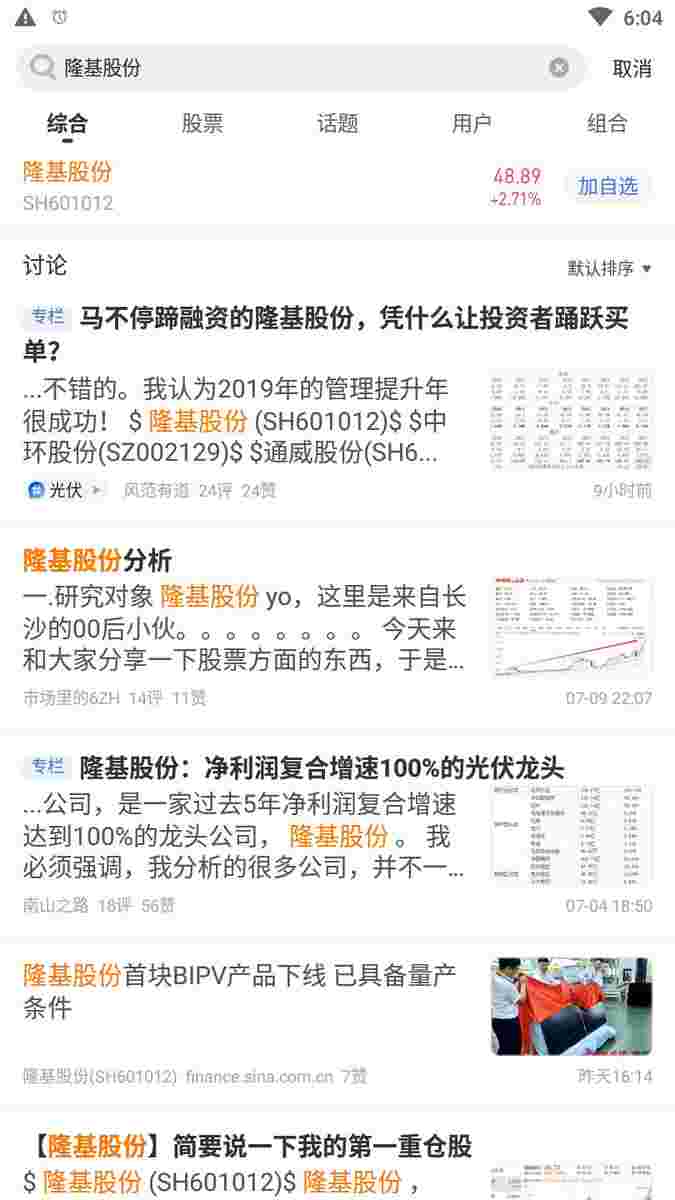 6:04
隆基股份
取消
综合 股票 话题 用户 组合
隆基股份
48.89
加自选
SH601012
+2.71%
讨论
默认排序
专栏 马不停蹄融资的隆基股份，凭什么让投资者踊跃买
单?
...不错的。我认为2019年的管理提升年
很成功！ $ 隆基股份 (SH601012)$ $中
环股份(SZ002129)$ $通威股份(SH6...
光伏 风范有道 24评 24赞 9小时前
隆基股份分析
一.研究对象 隆基股份 yo，这里是来自长
沙的00后小伙。。。。。。。。 今天来
和大家分享一下股票方面的东西，于是...
市场里的6ZH 14评 11赞 07-09 22:07
专栏 隆基股份：净利润复合增速100%的光伏龙头
...公司，是一家过去5年净利润复合增速
达到100%的龙头公司， 隆基股份 。 我
必须强调，我分析的很多公司，并不一...
南山之路 18评 56赞 07-04 18:50
隆基股份首块BIPV产品下线 已具备量产
条件
隆基股份(SH601012) finance.sina.com.cn 7赞 昨天16:14
【隆基股份】简要说一下我的第一重仓股
$ 隆基股份 (SH601012)$ 隆基股份 ，